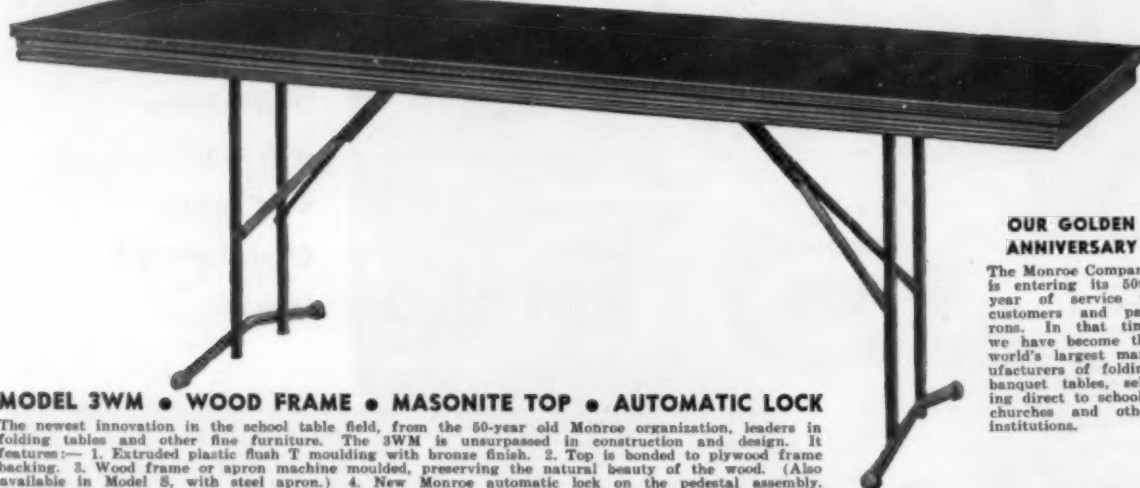 OUR GOLDEN
ANNIVERSARY
The Monroe Compan
is entering its 50
year of service
customers and pa
rons. In that tim
we have become th
world's largest man
ufacturers of foldin
banquet tables, sel
ing direct to school
churches and oth
institutions.
MODEL 3WM • WOOD FRAME • MASONITE TOP • AUTOMATIC LOCK
The newest innovation in the school table field, from the 50-year old Monroe organization, leaders in
folding tables and other fine furniture. The 3WM is unsurpassed in construction and design. It
features:— 1. Extruded plastic flush T moulding with bronze finish. 2. Top is bonded to plywood frame
backing. 3. Wood frame or apron machine moulded, preserving the natural beauty of the wood. (Also
available in Model S, with steel apron.) 4. New Monroe automatic lock on the pedestal assembly.